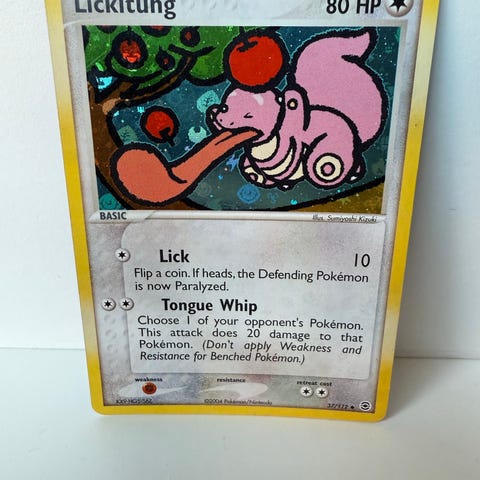 Lickitung 80 HP
Illus. Sumiyoshi Kizuki
BASIC
Lick 10
Flip a coin. If heads, the Defending Pokémon
is now Paralyzed.
Tongue Whip
Choose 1 of your opponent's Pokémon.
This attack does 20 damage to that
Pokémon. (Don't apply Weakness and
Resistance for Benched Pokémon.)
weakness resistance retreat cost
©2004 Pokémon/Nintendo